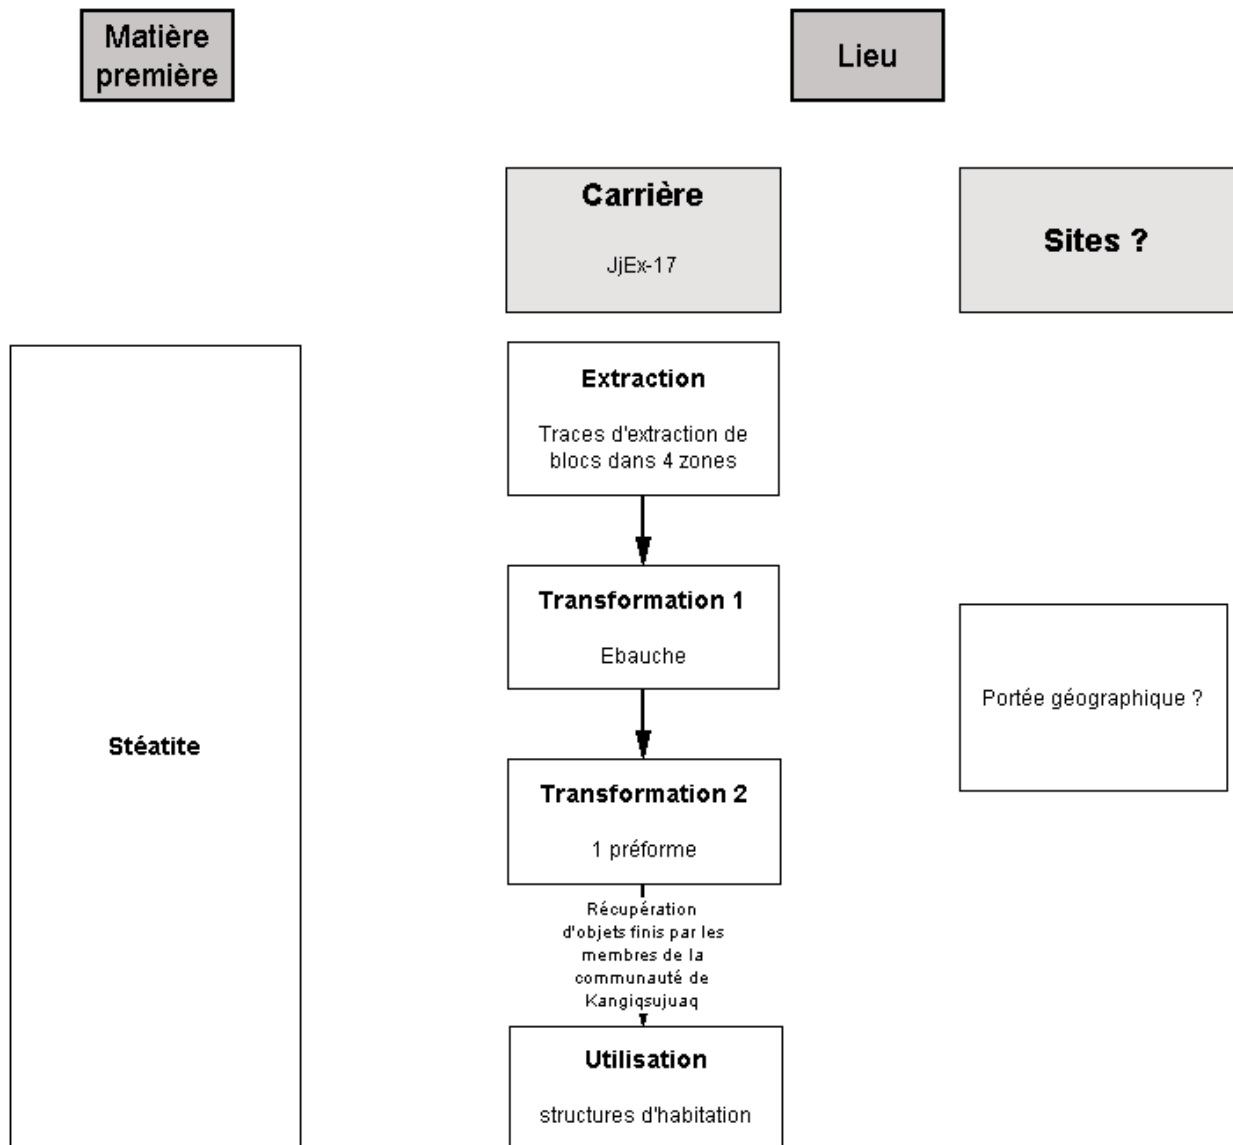 Matière
première
Lieu
Carrière
JjEx-17
Sites ?
Extraction
Traces d'extraction de
blocs dans 4 zones
Transformation 1
Ebauche
Portée géographique ?
Stéatite
Transformation 2
1 préforme
Récupération
d'objets finis par les
membres de la
communauté de
Kangiqsujuaq
Utilisation
structures d'habitation